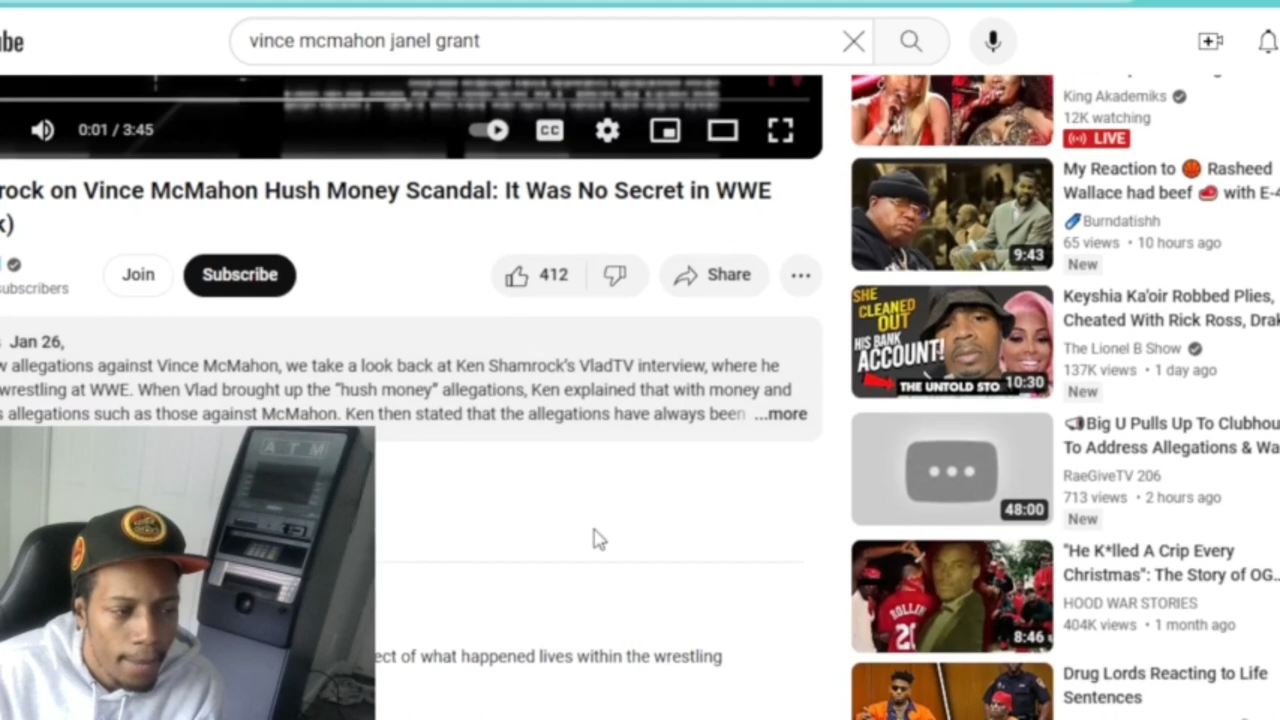 be
vince mcmahon janel grant
0:01 / 3:45
CC
rock on Vince McMahon Hush Money Scandal: It Was No Secret in WWE
k)
Join
Subscribe
412
Share
subscribers
Jan 26,
w allegations against Vince McMahon, we take a look back at Ken Shamrock's VladTV interview, where he
wrestling at WWE. When Vlad brought up the "hush money" allegations, Ken explained that with money and
s allegations such as those against McMahon. Ken then stated that the allegations have always been ...more
ATM
ect of what happened lives within the wrestling
King Akademiks
12K watching
LIVE
My Reaction to 🏀 Rasheed
Wallace had beef 🥩 with E-4
Burndatishh
65 views • 10 hours ago
New
9:43
SHE
CLEANED
OUT
HIS BANK
ACCOUNT!
THE UNTOLD STO
10:30
Keyshia Ka'oir Robbed Plies,
Cheated With Rick Ross, Drak
The Lionel B Show
137K views • 1 day ago
New
48:00
📢Big U Pulls Up To Clubhou
To Address Allegations & Wa
RaeGiveTV 206
713 views • 2 hours ago
New
ROLLIN
20
8:46
"He K*lled A Crip Every
Christmas": The Story of OG...
HOOD WAR STORIES
404K views • 1 month ago
Drug Lords Reacting to Life
Sentences